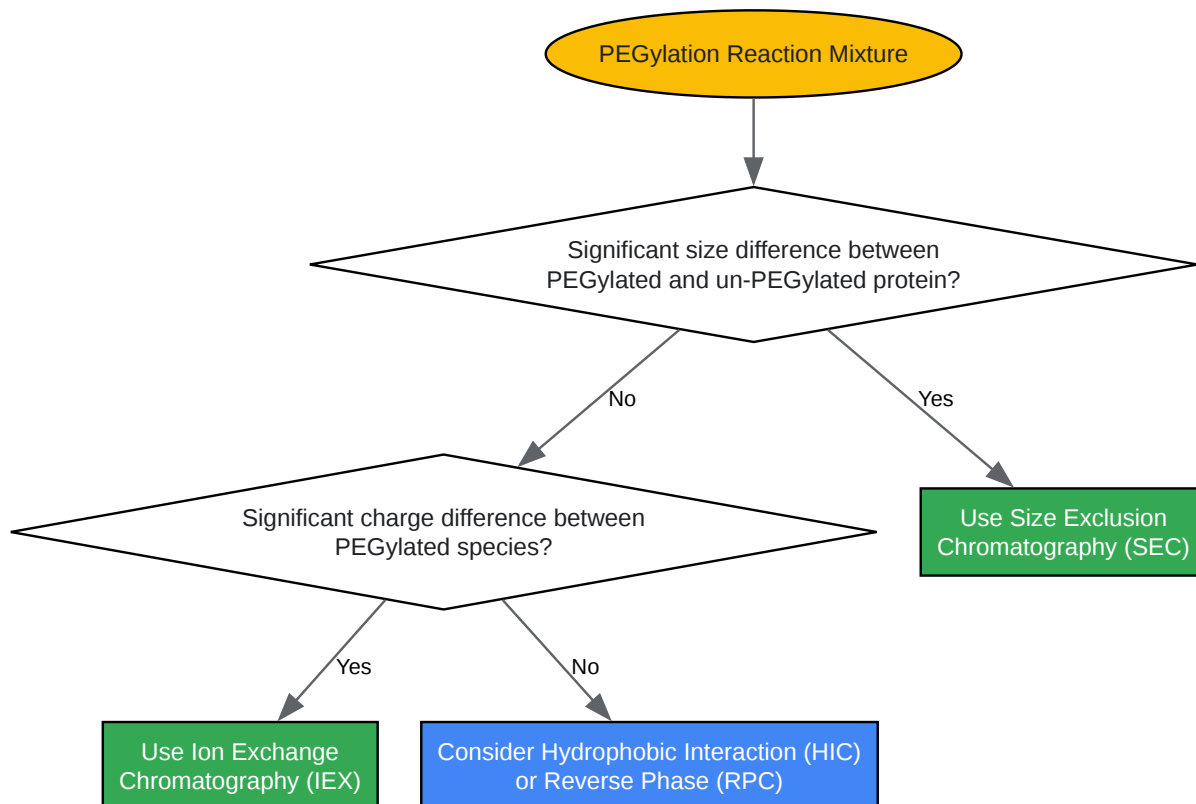 PEGylation Reaction Mixture
Significant size difference between
PEGylated and un-PEGylated protein?
No
Yes
Significant charge difference between
PEGylated species?
Use Size Exclusion
Chromatography (SEC)
Yes
No
Use Ion Exchange
Chromatography (IEX)
Consider Hydrophobic Interaction (HIC)
or Reverse Phase (RPC)